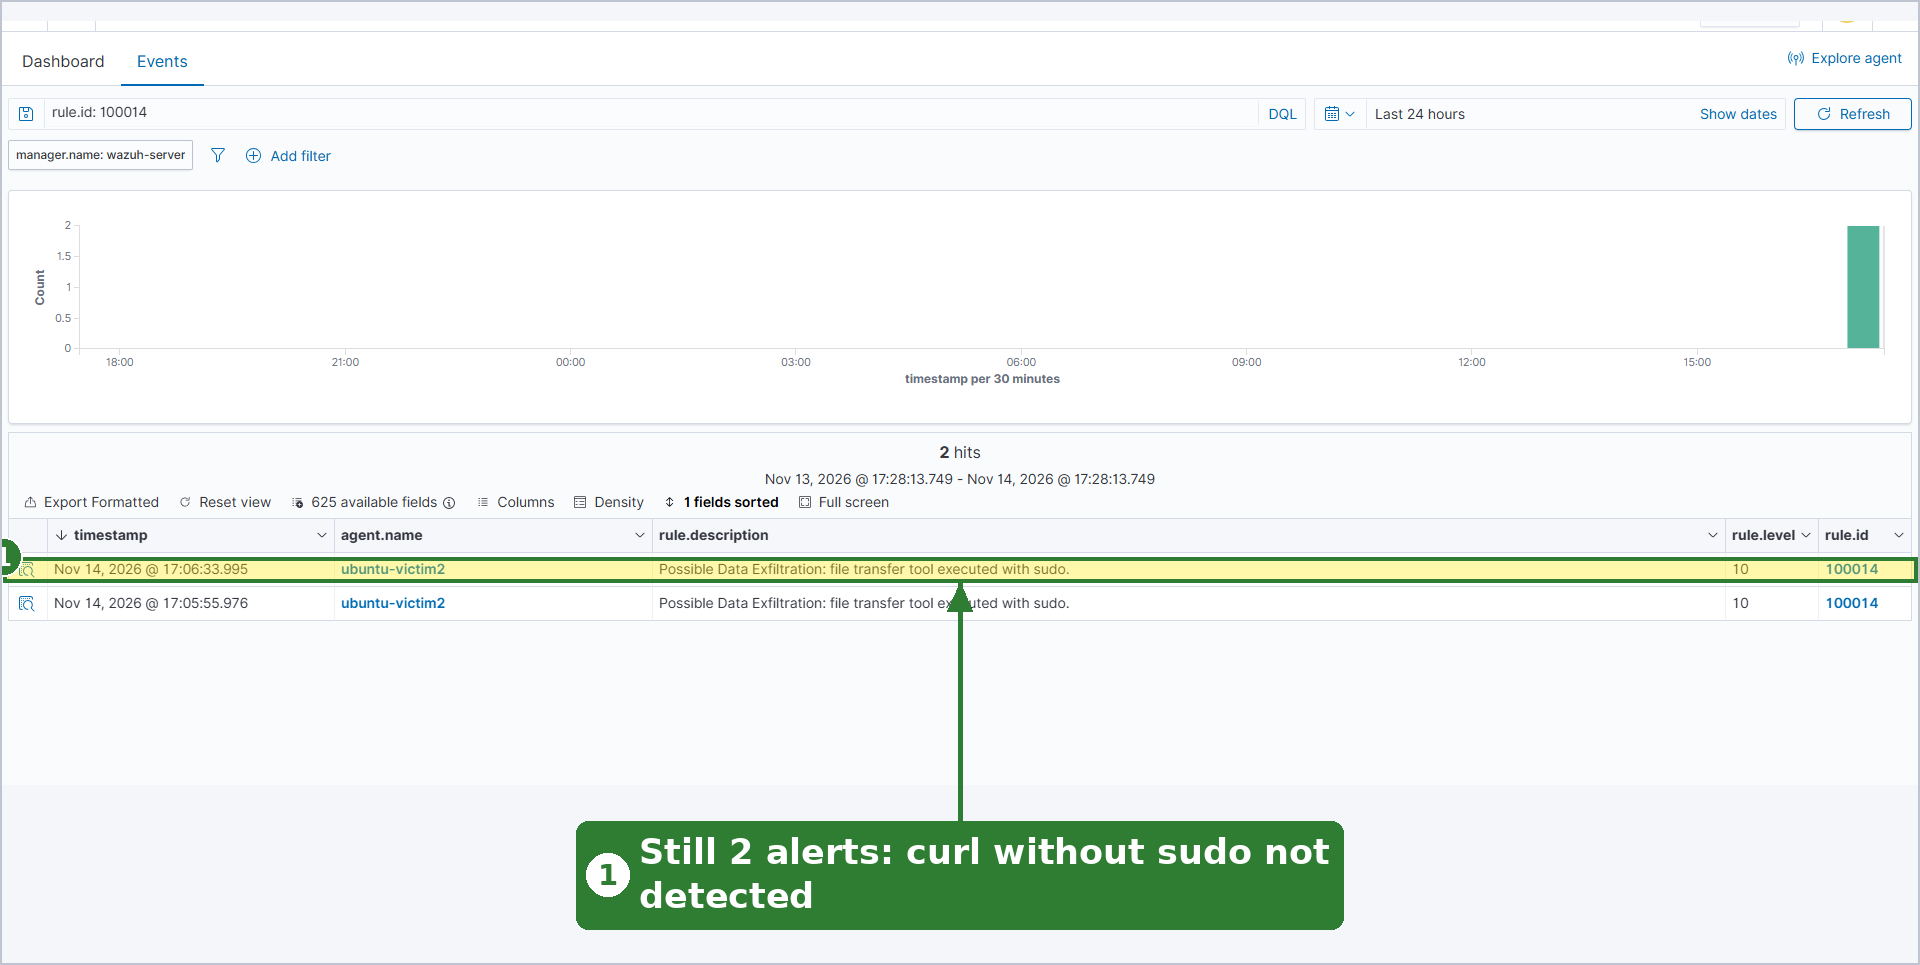 Dashboard Events Explore agent
rule.id: 100014 DQL Last 24 hours Show dates Refresh
manager.name: wazuh-server Add filter
2
1.5
1
0.5
0
Count
18:00 21:00 00:00 03:00 06:00 09:00 12:00 15:00
timestamp per 30 minutes
2 hits
Nov 13, 2026 @ 17:28:13.749 - Nov 14, 2026 @ 17:28:13.749
Export Formatted Reset view 625 available fields Columns Density 1 fields sorted Full screen
timestamp agent.name rule.description rule.level rule.id
1
Nov 14, 2026 @ 17:06:33.995 ubuntu-victim2 Possible Data Exfiltration: file transfer tool executed with sudo. 10 100014
Nov 14, 2026 @ 17:05:55.976 ubuntu-victim2 Possible Data Exfiltration: file transfer tool executed with sudo. 10 100014
1 Still 2 alerts: curl without sudo not
detected